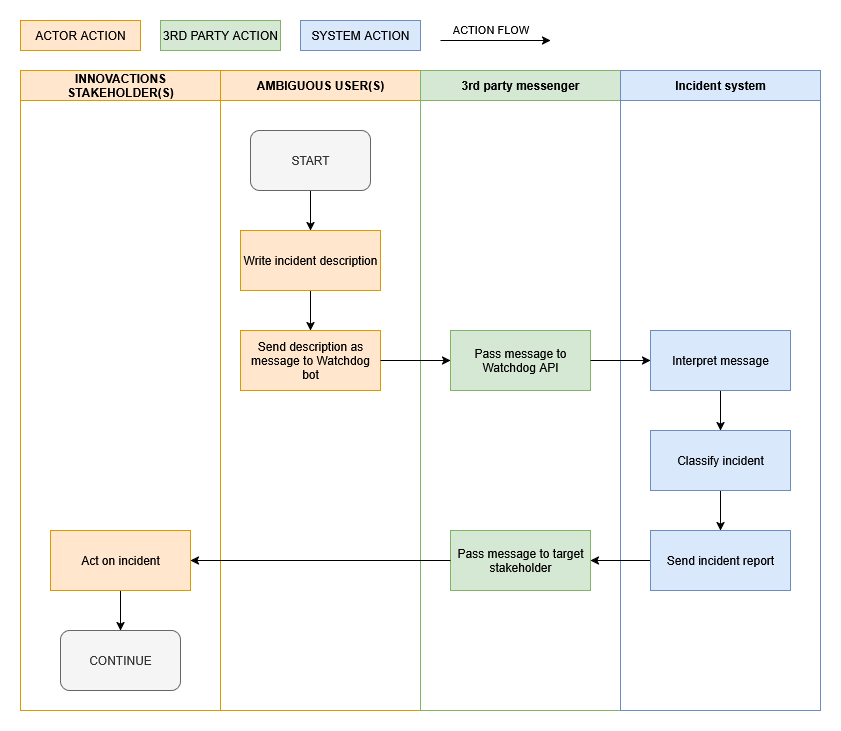 ACTOR ACTION
3RD PARTY ACTION
SYSTEM ACTION
ACTION FLOW
INNOVACTIONS
STAKEHOLDER(S)
AMBIGUOUS USER(S)
3rd party messenger
Incident system
START
Write incident description
Send description as
message to Watchdog
bot
Pass message to
Watchdog API
Interpret message
Classify incident
Act on incident
Pass message to target
stakeholder
Send incident report
CONTINUE